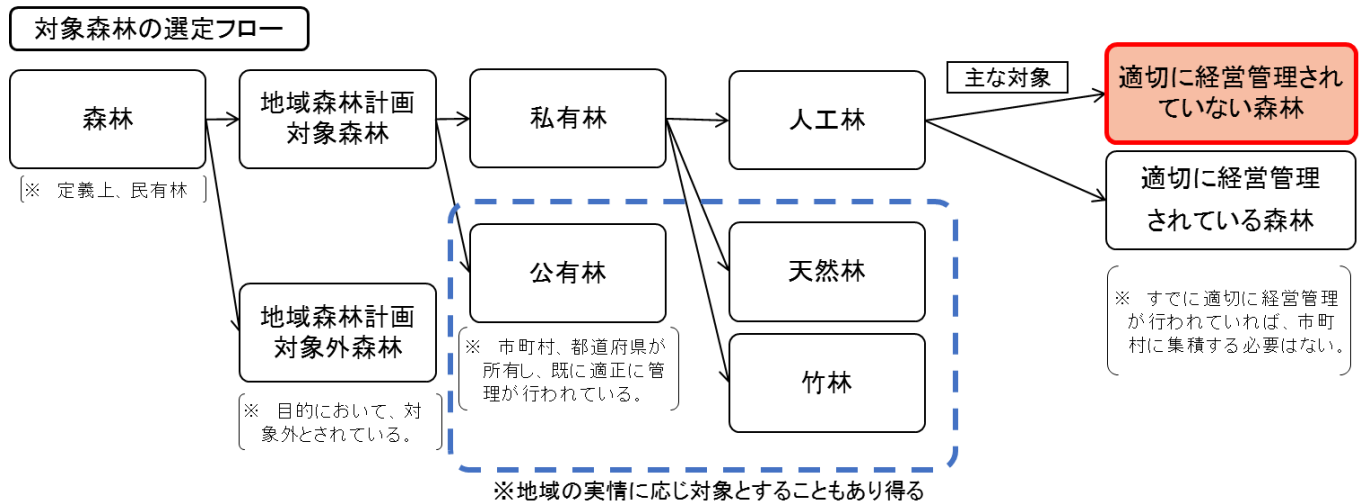 対象森林の選定フロー
森林
※ 定義上、民有林
地域森林計画
対象森林
地域森林計画
対象外森林
※ 目的において、対
象外とされている。
私有林
公有林
※ 市町村、都道府県が
所有し、既に適正に管
理が行われている。
人工林
天然林
竹林
※地域の実情に応じ対象とすることもあり得る
主な対象
適切に経営管理され
ていない森林
適切に経営管理
されている森林
※ すでに適切に経営管理
が行われていれば、市町
村に集積する必要はない。